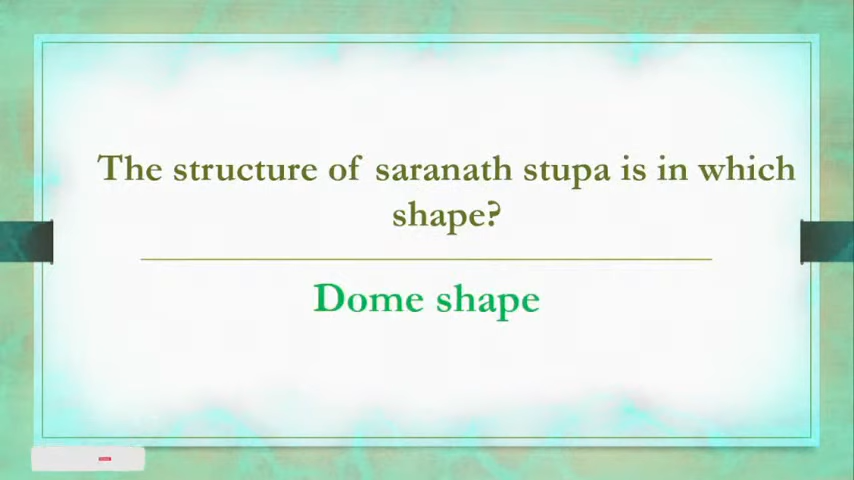 The structure of saranath stupa is in which
shape?
Dome shape